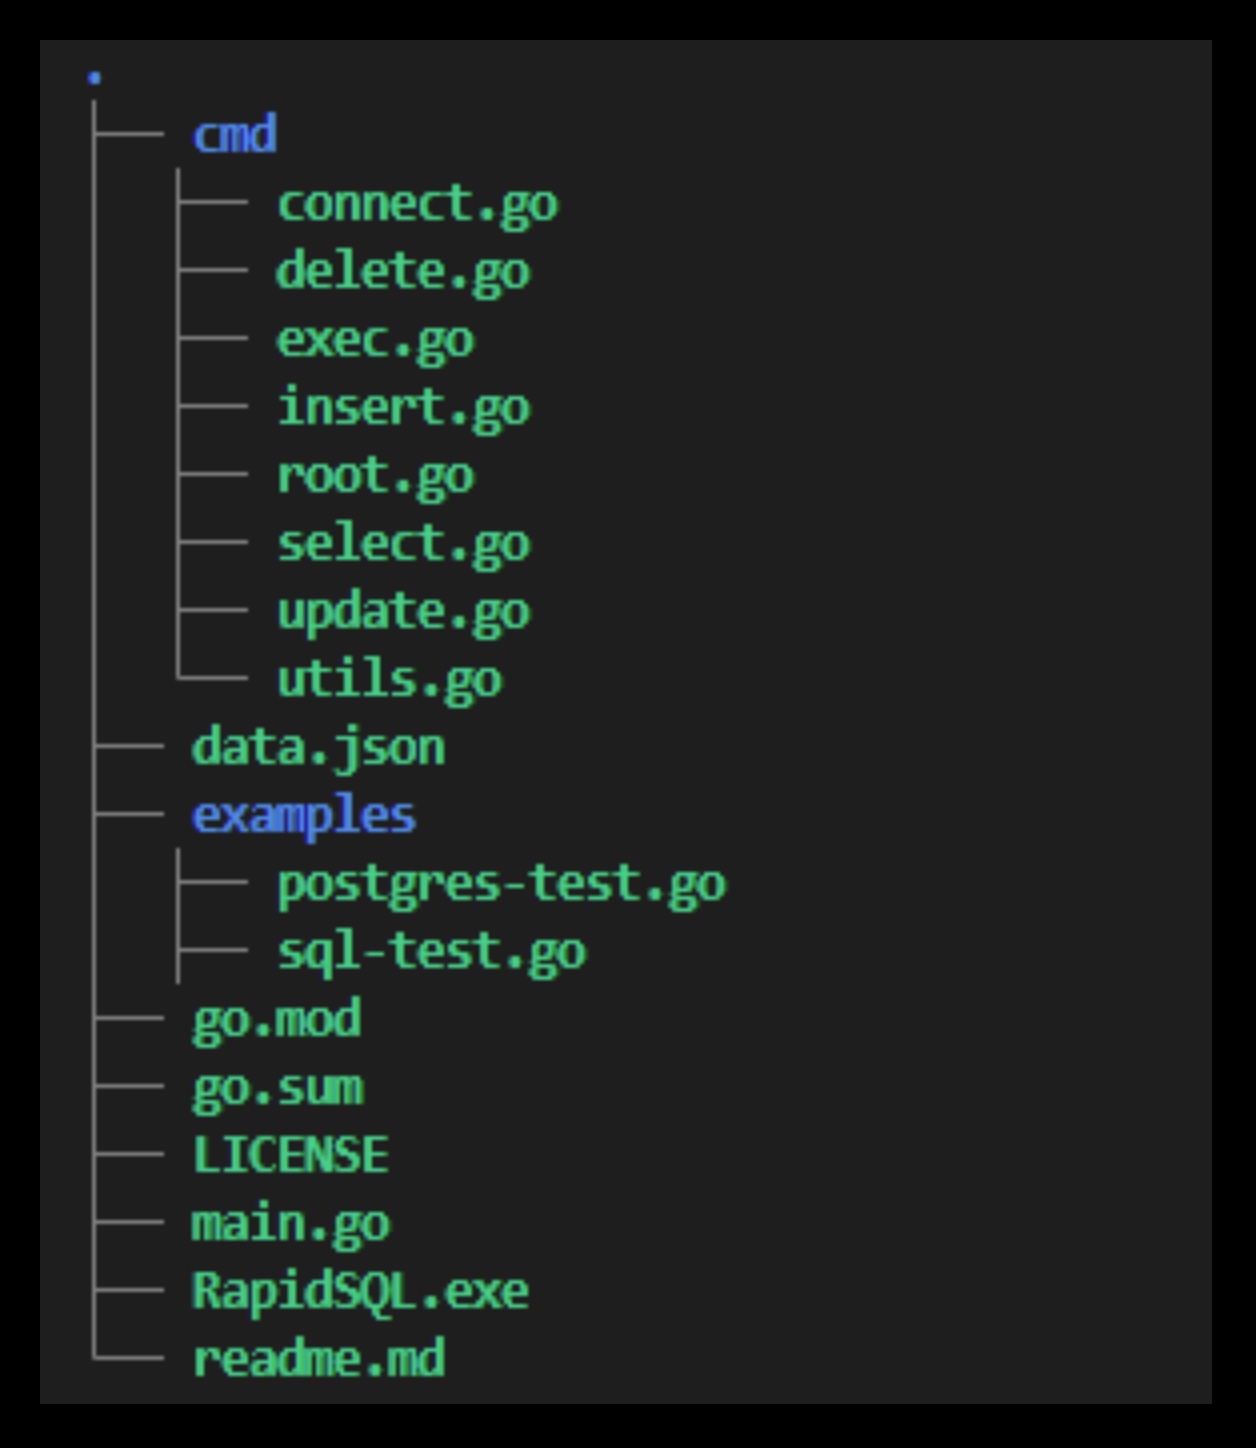 .
cmd
connect.go
delete.go
exec.go
insert.go
root.go
select.go
update.go
utils.go
data.json
examples
postgres-test.go
sql-test.go
go.mod
go.sum
LICENSE
main.go
RapidSQL.exe
readme.md